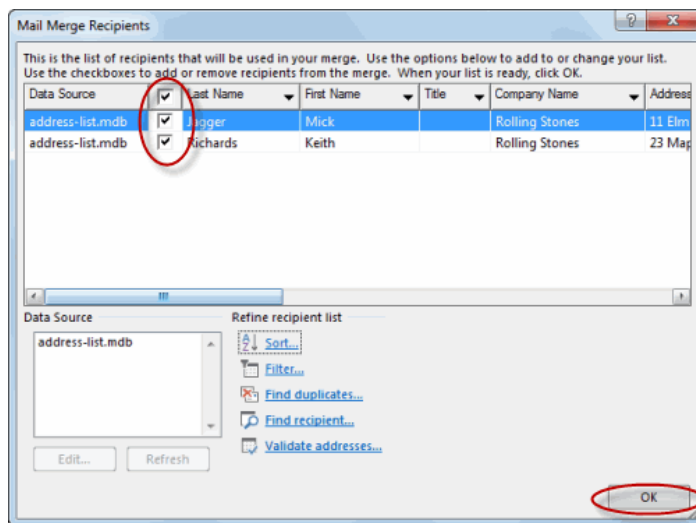 Mail Merge Recipients
This is the list of recipients that will be used in your merge. Use the options below to add to or change your list.
Use the checkboxes to add or remove recipients from the merge. When your list is ready, click OK.
Data Source Last Name First Name Title Company Name Address
address-list.mdb Jagger Mick Rolling Stones 11 Elm
address-list.mdb Richards Keith Rolling Stones 23 Map
Data Source Refine recipient list
address-list.mdb
Sort...
Filter...
Find duplicates...
Find recipient...
Validate addresses...
Edit... Refresh
OK